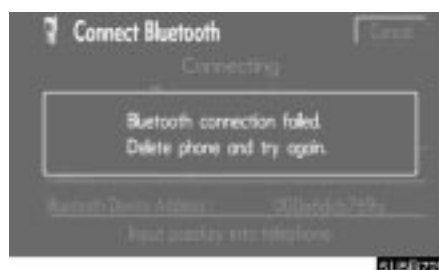 Connect Bluetooth
Cancel
Connecting
Bluetooth connection failed.
Delete phone and try again.
Bluetooth Device Address :
Input passkey into telephone